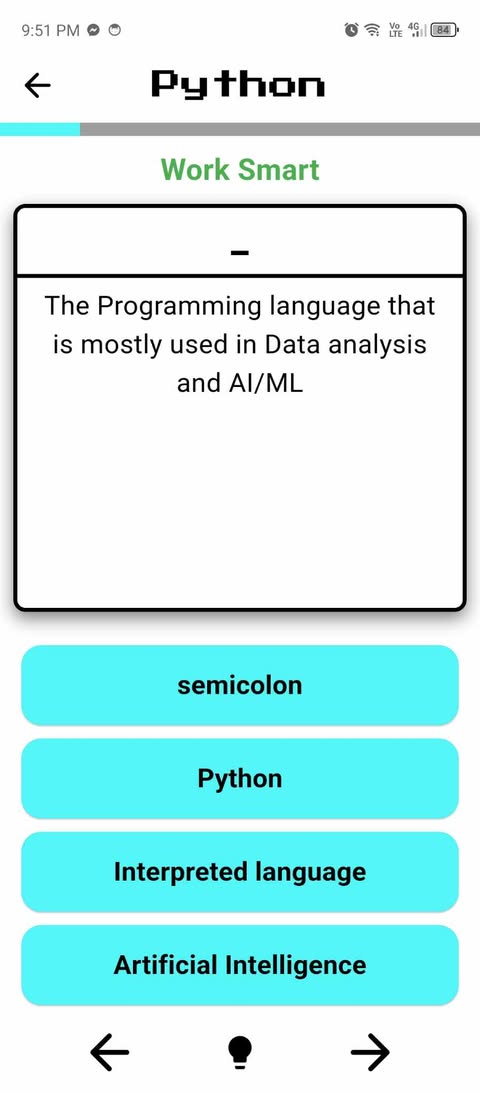 9:51 PM Vo LTE 4G 84
Python
Work Smart
–
The Programming language that
is mostly used in Data analysis
and AI/ML
semicolon
Python
Interpreted language
Artificial Intelligence